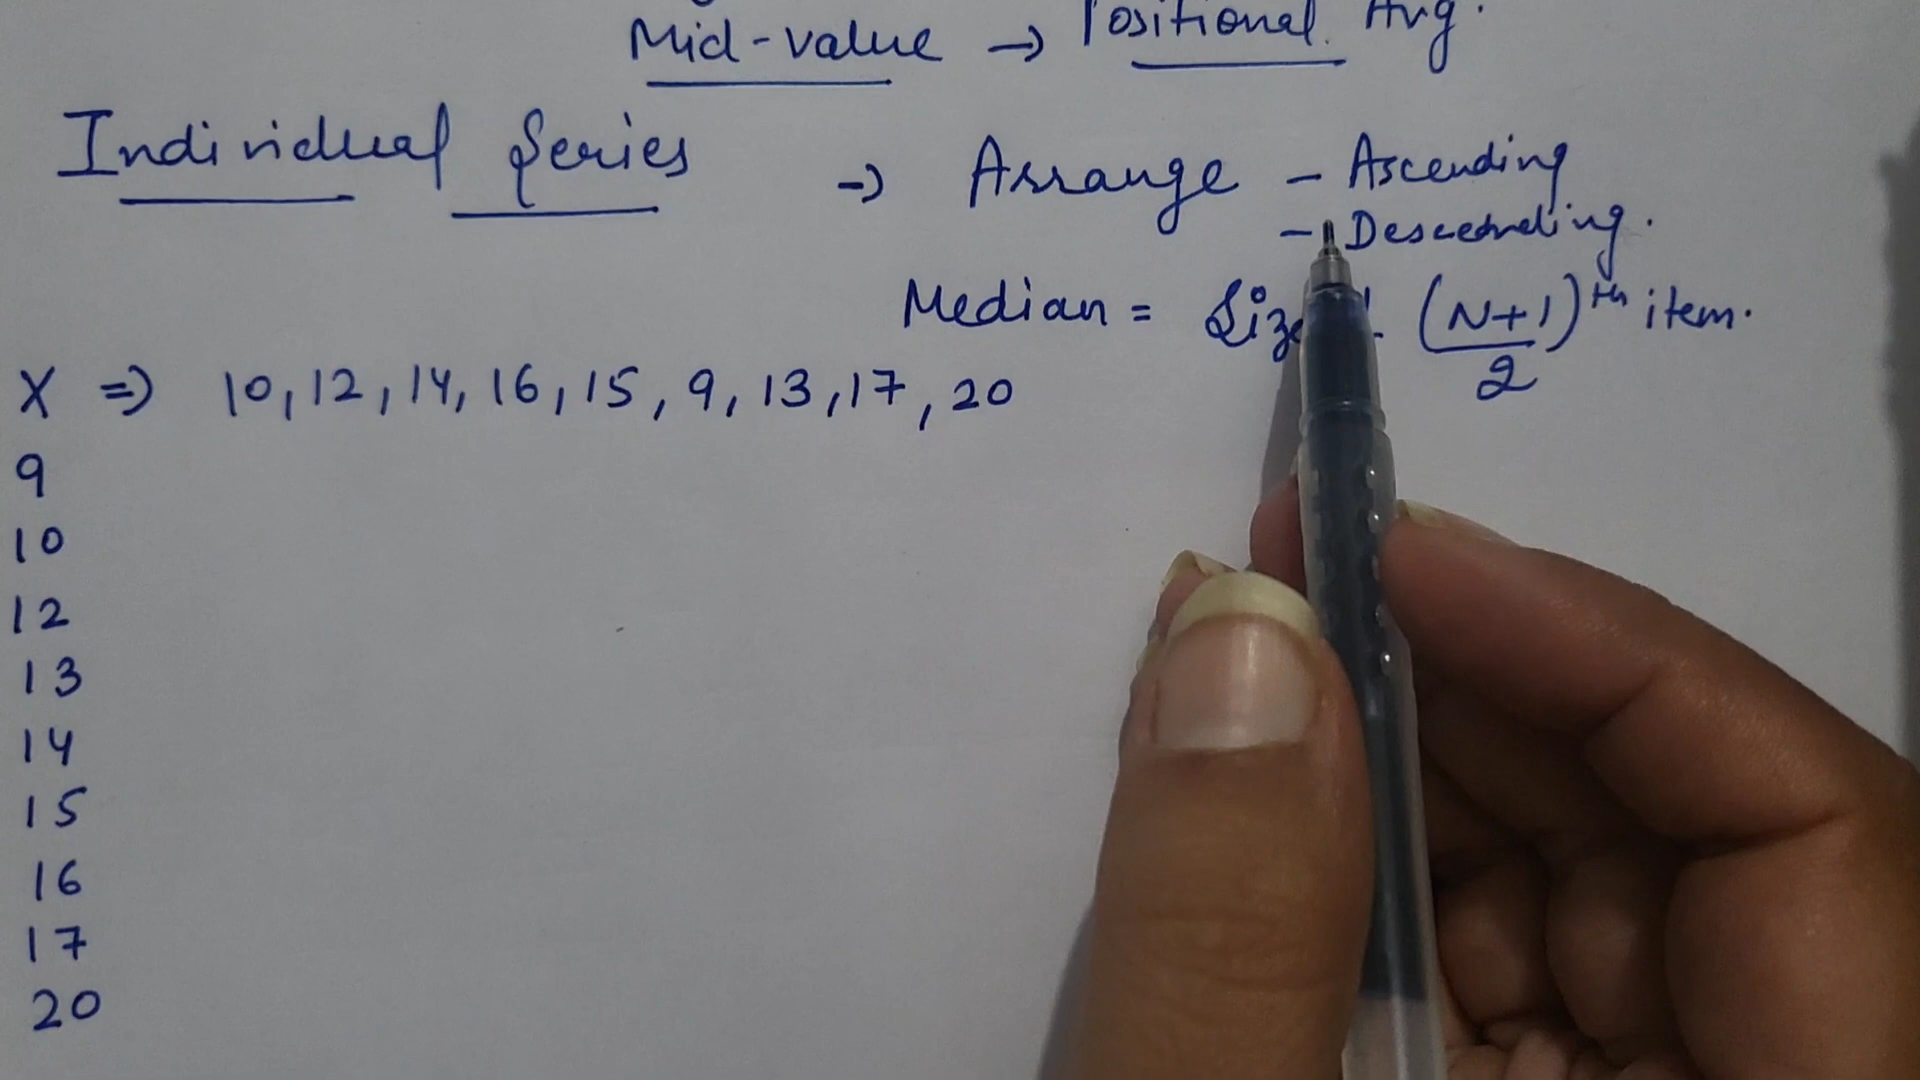 Mid-value → Positional Avg.
Individual Series → Arrange - Ascending
- Descending.
Median = Size (N+1)/2 th item.
X ⇒ 10, 12, 14, 16, 15, 9, 13, 17, 20
9
10
12
13
14
15
16
17
20